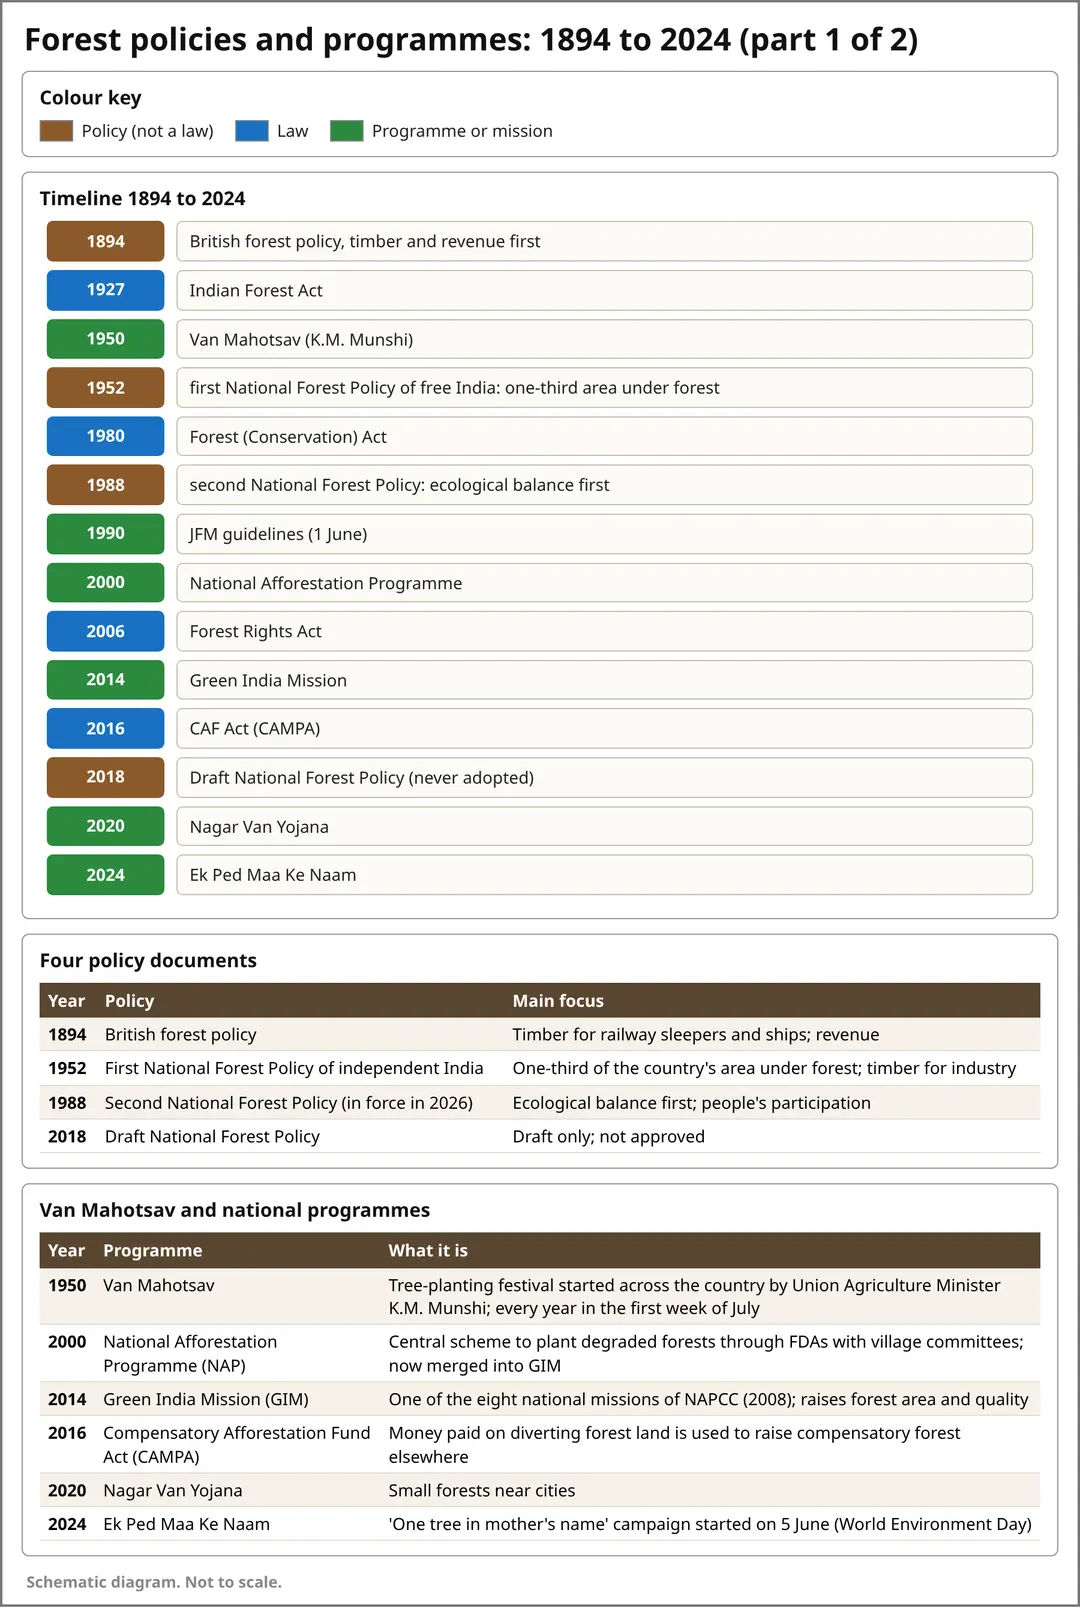 Forest policies and programmes: 1894 to 2024 (part 1 of 2)
Colour key
Policy (not a law) Law Programme or mission
Timeline 1894 to 2024
1894 British forest policy, timber and revenue first
1927 Indian Forest Act
1950 Van Mahotsav (K.M. Munshi)
1952 first National Forest Policy of free India: one-third area under forest
1980 Forest (Conservation) Act
1988 second National Forest Policy: ecological balance first
1990 JFM guidelines (1 June)
2000 National Afforestation Programme
2006 Forest Rights Act
2014 Green India Mission
2016 CAF Act (CAMPA)
2018 Draft National Forest Policy (never adopted)
2020 Nagar Van Yojana
2024 Ek Ped Maa Ke Naam
Four policy documents
Year Policy Main focus
1894 British forest policy Timber for railway sleepers and ships; revenue
1952 First National Forest Policy of independent India One-third of the country's area under forest; timber for industry
1988 Second National Forest Policy (in force in 2026) Ecological balance first; people's participation
2018 Draft National Forest Policy Draft only; not approved
Van Mahotsav and national programmes
Year Programme What it is
1950 Van Mahotsav Tree-planting festival started across the country by Union Agriculture Minister
K.M. Munshi; every year in the first week of July
2000 National Afforestation Central scheme to plant degraded forests through FDAs with village committees;
Programme (NAP) now merged into GIM
2014 Green India Mission (GIM) One of the eight national missions of NAPCC (2008); raises forest area and quality
2016 Compensatory Afforestation Fund Money paid on diverting forest land is used to raise compensatory forest
Act (CAMPA) elsewhere
2020 Nagar Van Yojana Small forests near cities
2024 Ek Ped Maa Ke Naam 'One tree in mother's name' campaign started on 5 June (World Environment Day)
Schematic diagram. Not to scale.